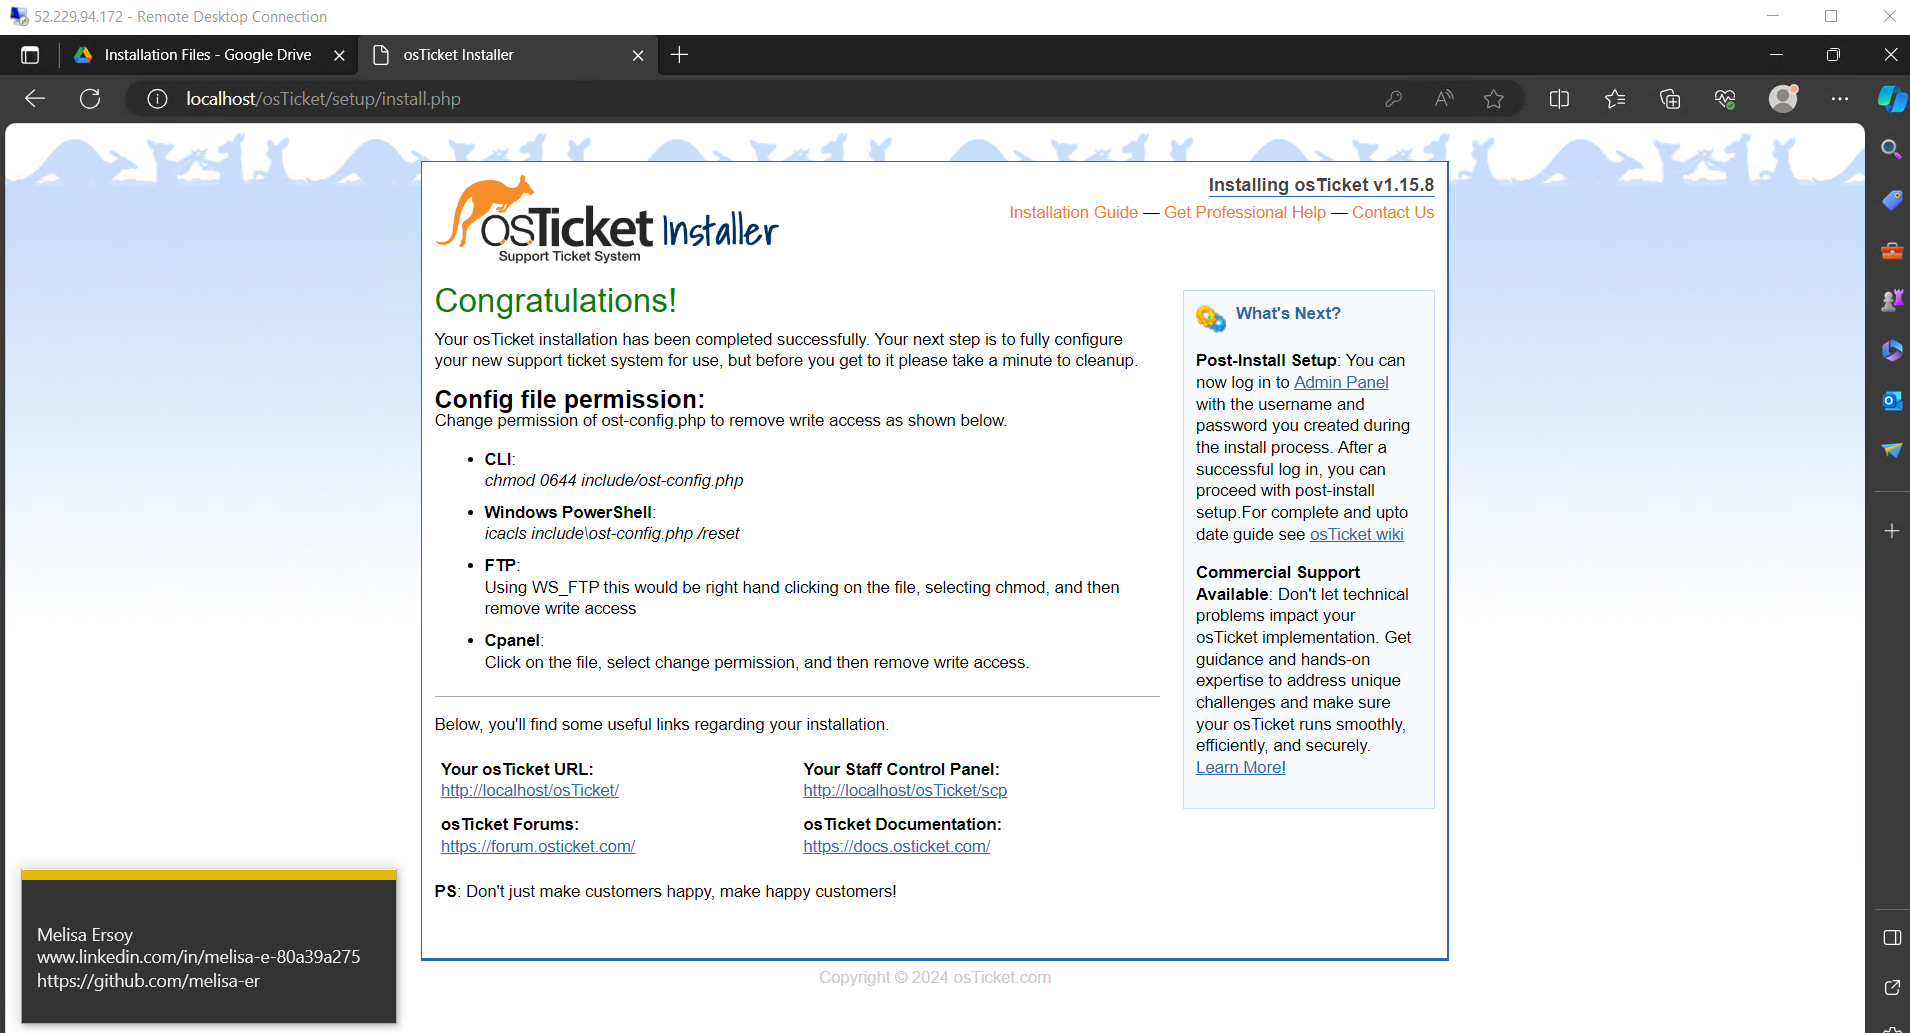 52.229.94.172 - Remote Desktop Connection
Installation Files - Google Drive
osTicket Installer
localhost/osTicket/setup/install.php
osTicket Installer
Support Ticket System
Installing osTicket v1.15.8
Installation Guide — Get Professional Help — Contact Us
Congratulations!
Your osTicket installation has been completed successfully. Your next step is to fully configure
your new support ticket system for use, but before you get to it please take a minute to cleanup.
Config file permission:
Change permission of ost-config.php to remove write access as shown below.
• CLI:
chmod 0644 include/ost-config.php
• Windows PowerShell:
icacls include\ost-config.php /reset
• FTP:
Using WS_FTP this would be right hand clicking on the file, selecting chmod, and then
remove write access
• Cpanel:
Click on the file, select change permission, and then remove write access.
Below, you'll find some useful links regarding your installation.
Your osTicket URL:
http://localhost/osTicket/
Your Staff Control Panel:
http://localhost/osTicket/scp
osTicket Forums:
https://forum.osticket.com/
osTicket Documentation:
https://docs.osticket.com/
PS: Don't just make customers happy, make happy customers!
What's Next?
Post-Install Setup: You can
now log in to Admin Panel
with the username and
password you created during
the install process. After a
successful log in, you can
proceed with post-install
setup.For complete and upto
date guide see osTicket wiki
Commercial Support
Available: Don't let technical
problems impact your
osTicket implementation. Get
guidance and hands-on
expertise to address unique
challenges and make sure
your osTicket runs smoothly,
efficiently, and securely.
Learn More!
Copyright © 2024 osTicket.com
Melisa Ersoy
www.linkedin.com/in/melisa-e-80a39a275
https://github.com/melisa-er